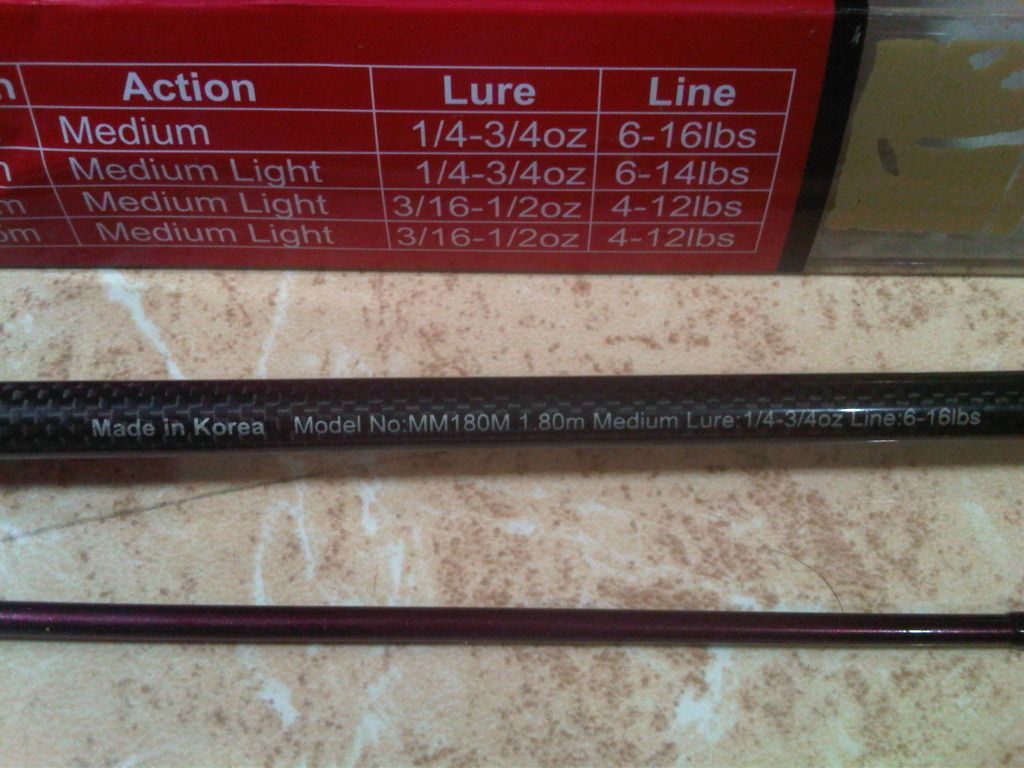 Action Lure Line
Medium 1/4-3/4oz 6-16lbs
Medium Light 1/4-3/4oz 6-14lbs
Medium Light 3/16-1/2oz 4-12lbs
Medium Light 3/16-1/2oz 4-12lbs
Made in Korea Model No:MM180M 1.80m Medium Lure:1/4-3/4oz Line:6-16lbs